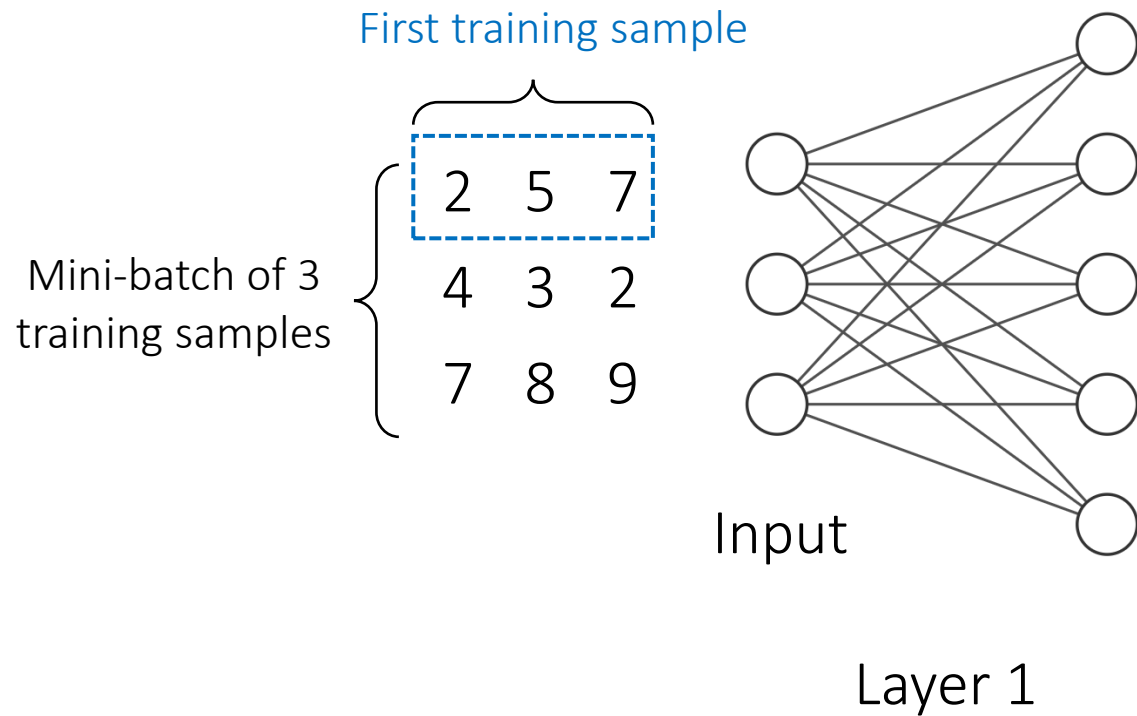 First training sample
2 5 7
Mini-batch of 3
training samples
4 3 2
7 8 9
Input
Layer 1